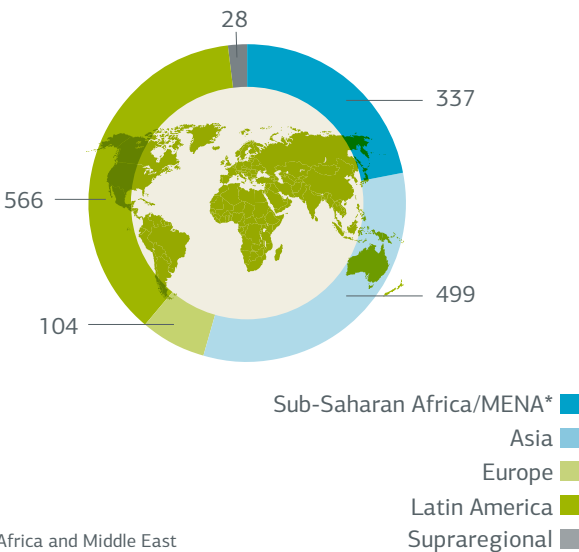 28
337
566
499
104
Sub-Saharan Africa/MENA*
Asia
Europe
Latin America
Supraregional
Africa and Middle East